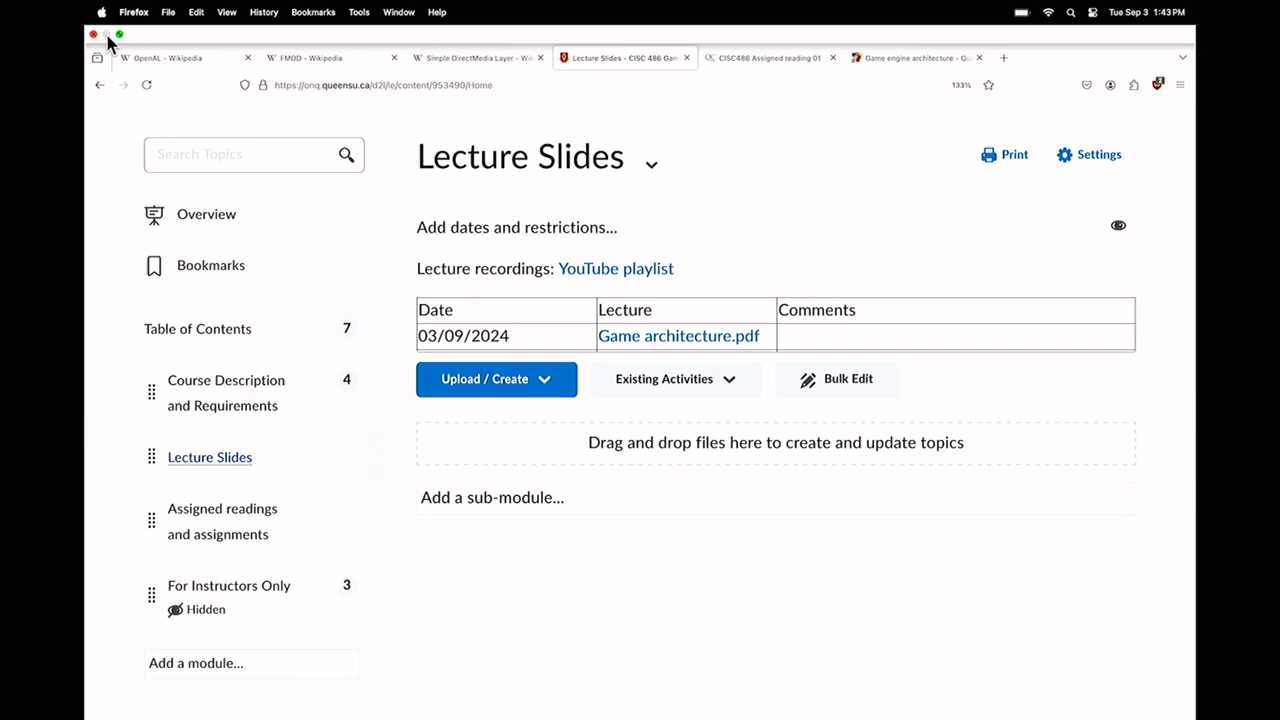 Firefox File Edit View History Bookmarks Tools Window Help Tue Sep 3 1:43PM
OpenAL - Wikipedia FMOD - Wikipedia Simple DirectMedia Layer - Wik Lecture Slides - CISC 486 Gam CISC486 Assigned reading 01 Game engine architecture - Qu
https://onq.queensu.ca/d2l/le/content/953490/Home 133%
Search Topics
Lecture Slides
Print Settings
Overview
Bookmarks
Table of Contents 7
Course Description 4
and Requirements
Lecture Slides
Assigned readings
and assignments
For Instructors Only 3
Hidden
Add a module...
Add dates and restrictions...
Lecture recordings: YouTube playlist
Date Lecture Comments
03/09/2024 Game architecture.pdf
Upload / Create Existing Activities Bulk Edit
Drag and drop files here to create and update topics
Add a sub-module...